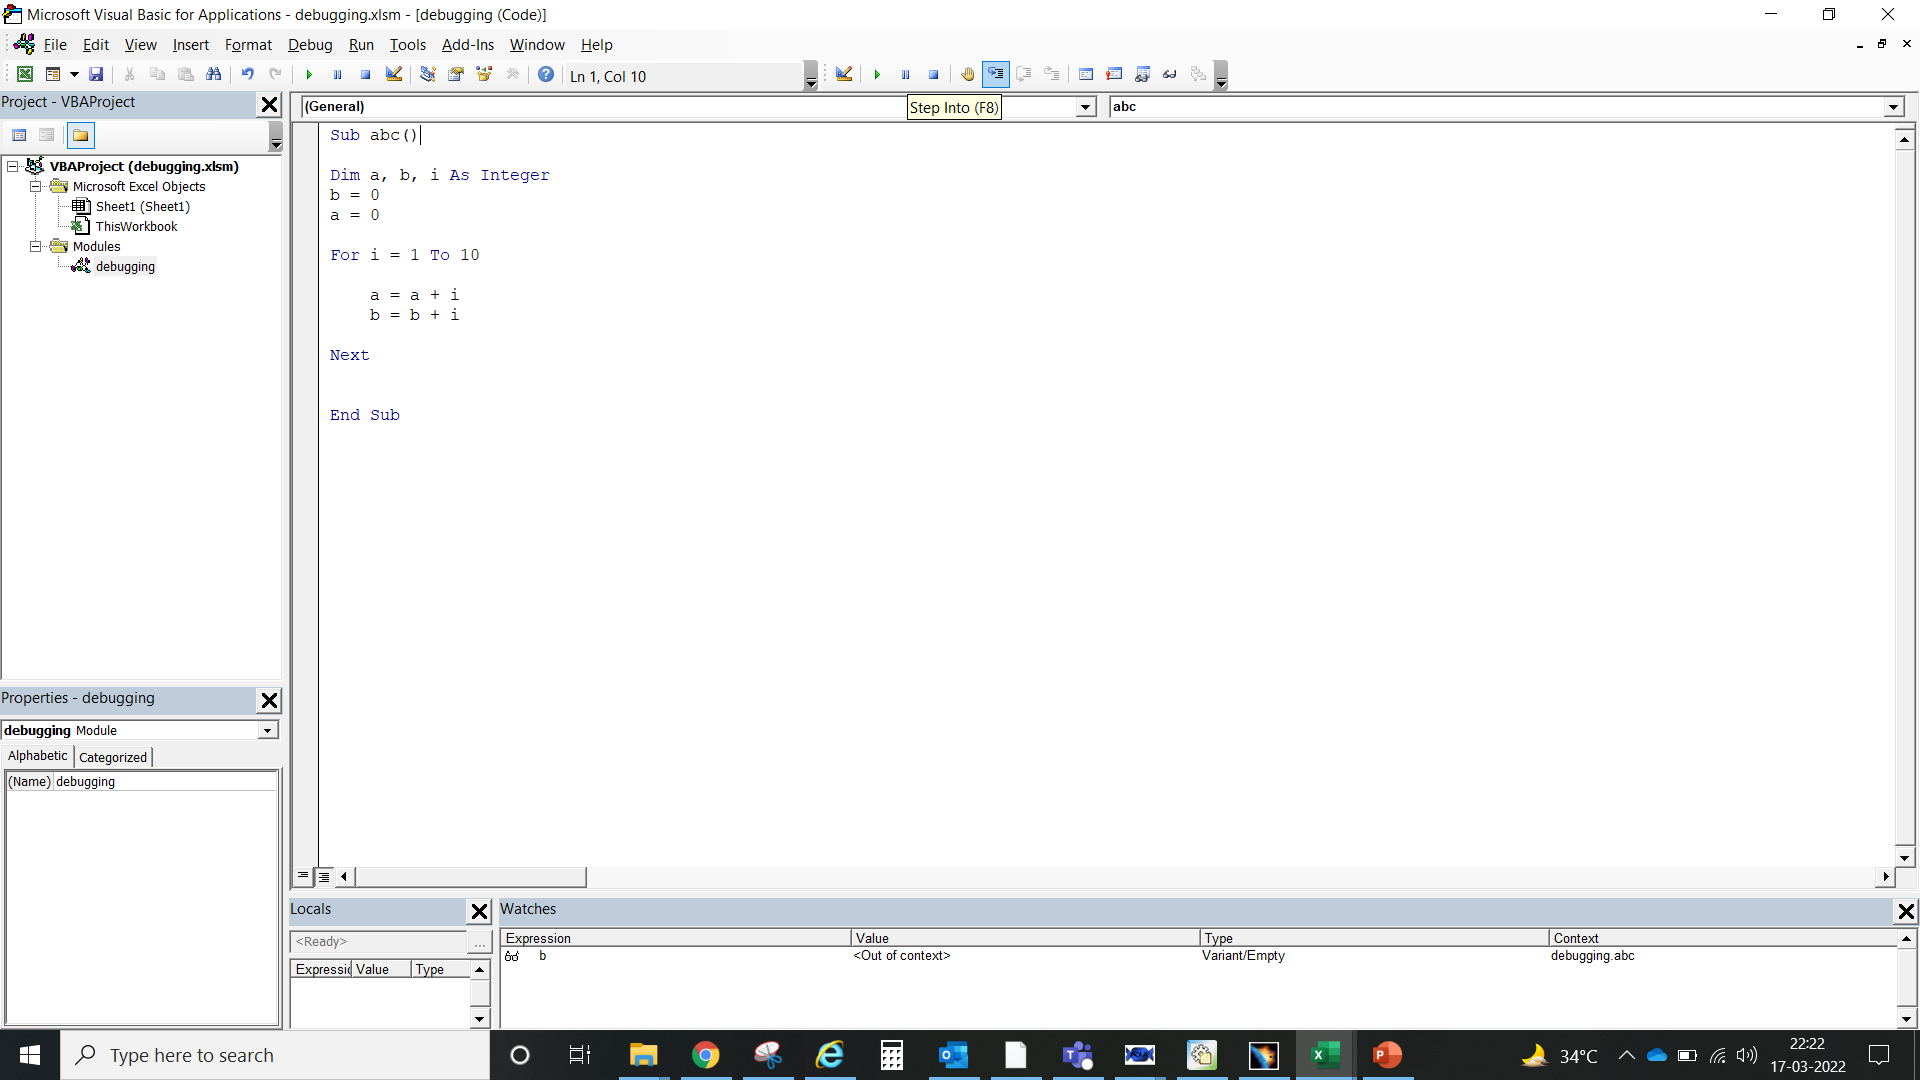 Microsoft Visual Basic for Applications - debugging.xlsm - [debugging (Code)]
File Edit View Insert Format Debug Run Tools Add-Ins Window Help
Ln 1, Col 10
Project - VBAProject
(General)
Step Into (F8)
abc
VBAProject (debugging.xlsm)
Microsoft Excel Objects
Sheet1 (Sheet1)
ThisWorkbook
Modules
debugging
Sub abc()
Dim a, b, i As Integer
b = 0
a = 0
For i = 1 To 10
a = a + i
b = b + i
Next
End Sub
Properties - debugging
debugging Module
Alphabetic Categorized
(Name) debugging
Locals
<Ready>
...
Expressic Value Type
Watches
Expression Value Type Context
b <Out of context> Variant/Empty debugging.abc
Type here to search
34°C
22:22
17-03-2022